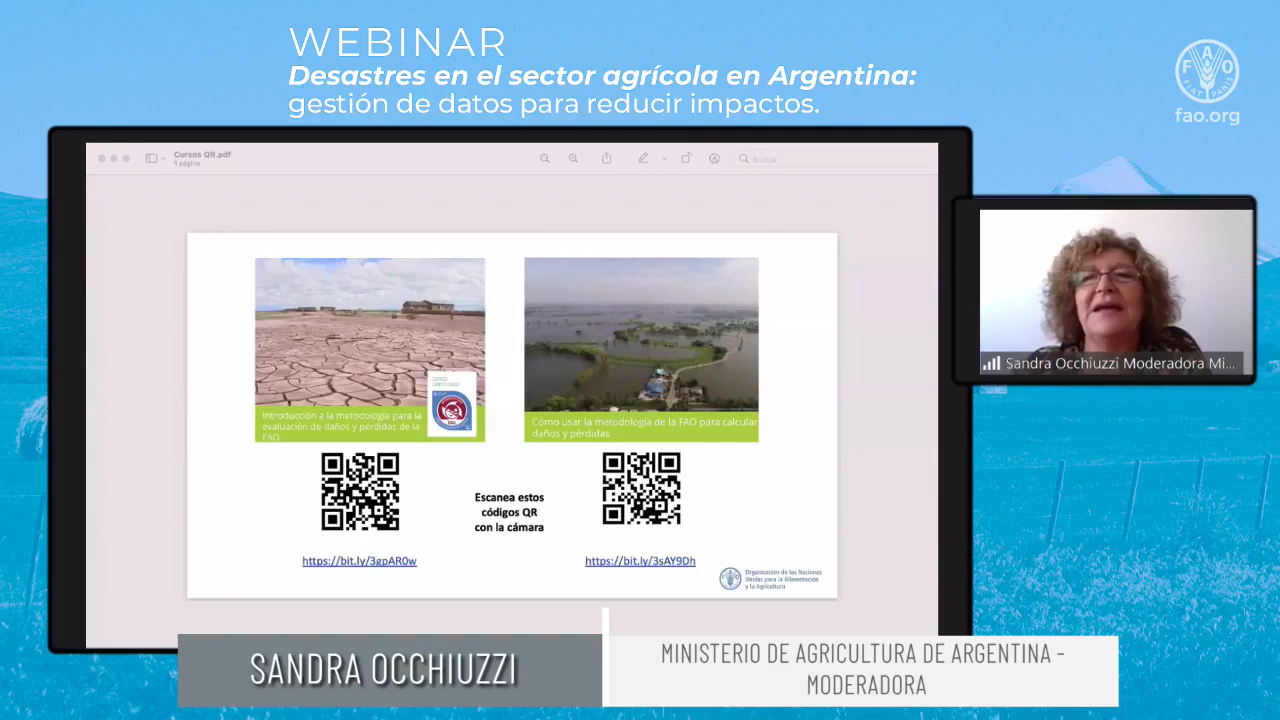 WEBINAR
Desastres en el sector agrícola en Argentina:
gestión de datos para reducir impactos.
FAO
FIAT PANIS
fao.org
Cursos QR.pdf
1 página
Buscar
Introducción a la metodología para la
evaluación de daños y pérdidas de la
FAO
Cómo usar la metodología de la FAO para calcular
daños y pérdidas
Escanea estos
códigos QR
con la cámara
https://bit.ly/3gpAR0w
https://bit.ly/3sAY9Dh
Organización de las Naciones
Unidas para la Alimentación
y la Agricultura
Sandra Occhiuzzi Moderadora Mi...
SANDRA OCCHIUZZI
MINISTERIO DE AGRICULTURA DE ARGENTINA -
MODERADORA